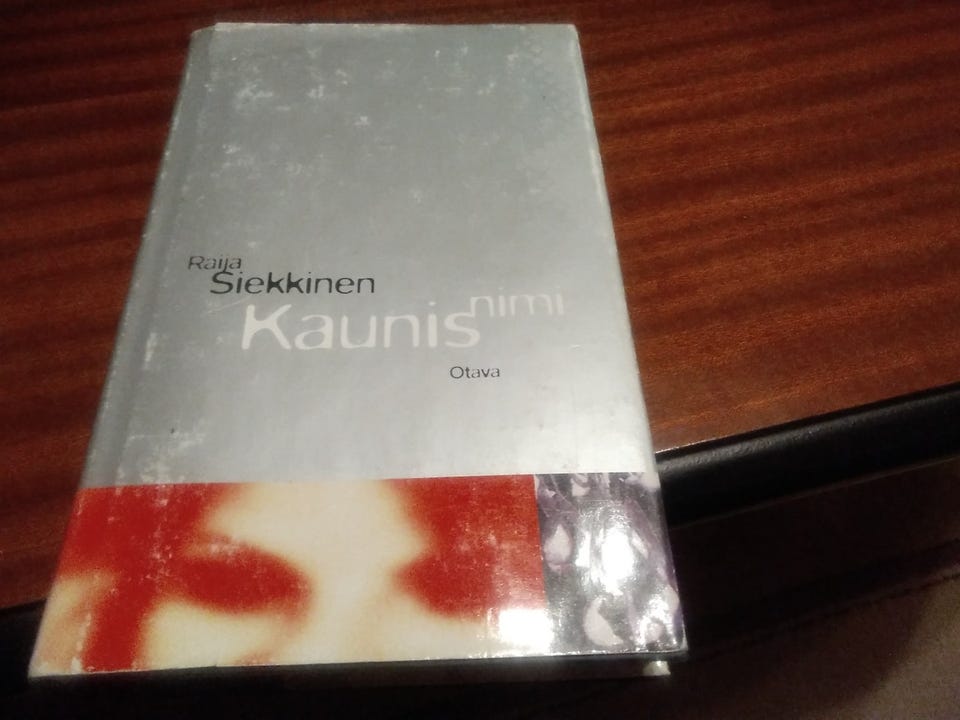 Raija
Siekkinen
Kaunis nimi
Otava